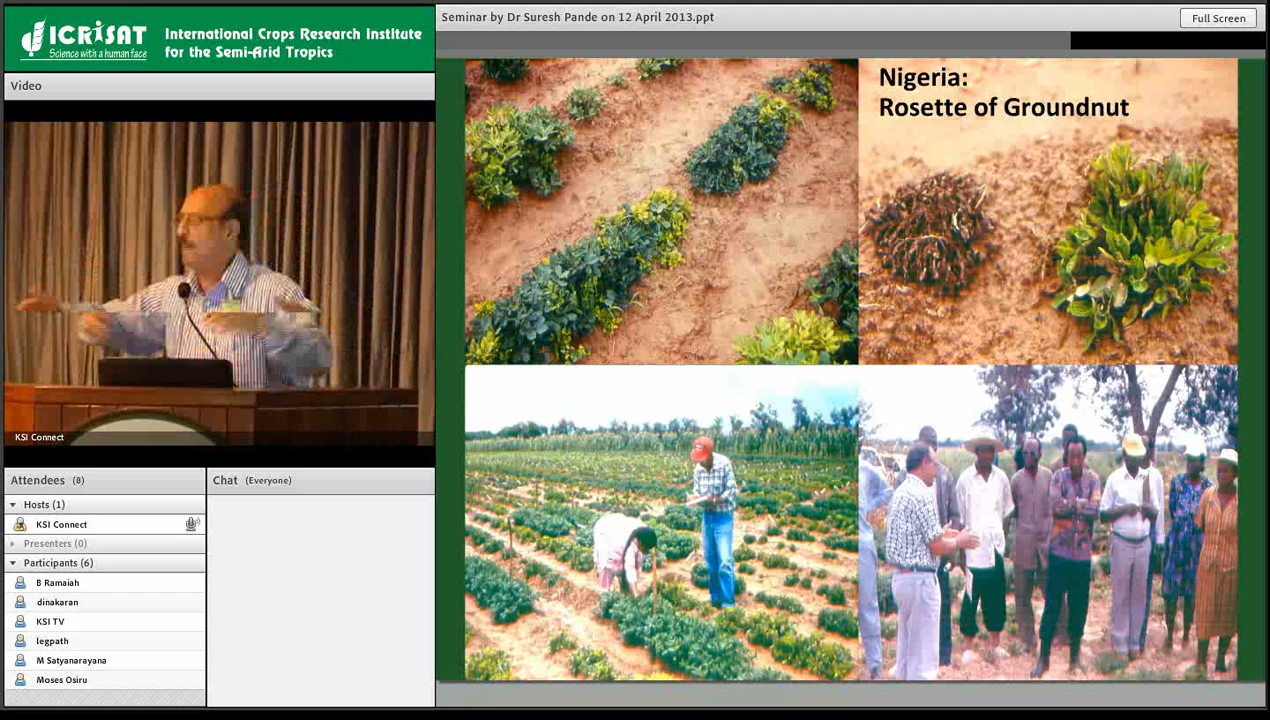 ICRISAT
Science with a human face
International Crops Research Institute
for the Semi-Arid Tropics
Seminar by Dr Suresh Pande on 12 April 2013.ppt
Full Screen
Video
KSI Connect
Nigeria:
Rosette of Groundnut
Attendees (8)
Hosts (1)
KSI Connect
Presenters (0)
Participants (6)
B Ramaiah
dinakaran
KSI TV
legpath
M Satyanarayana
Moses Osiru
Chat (Everyone)